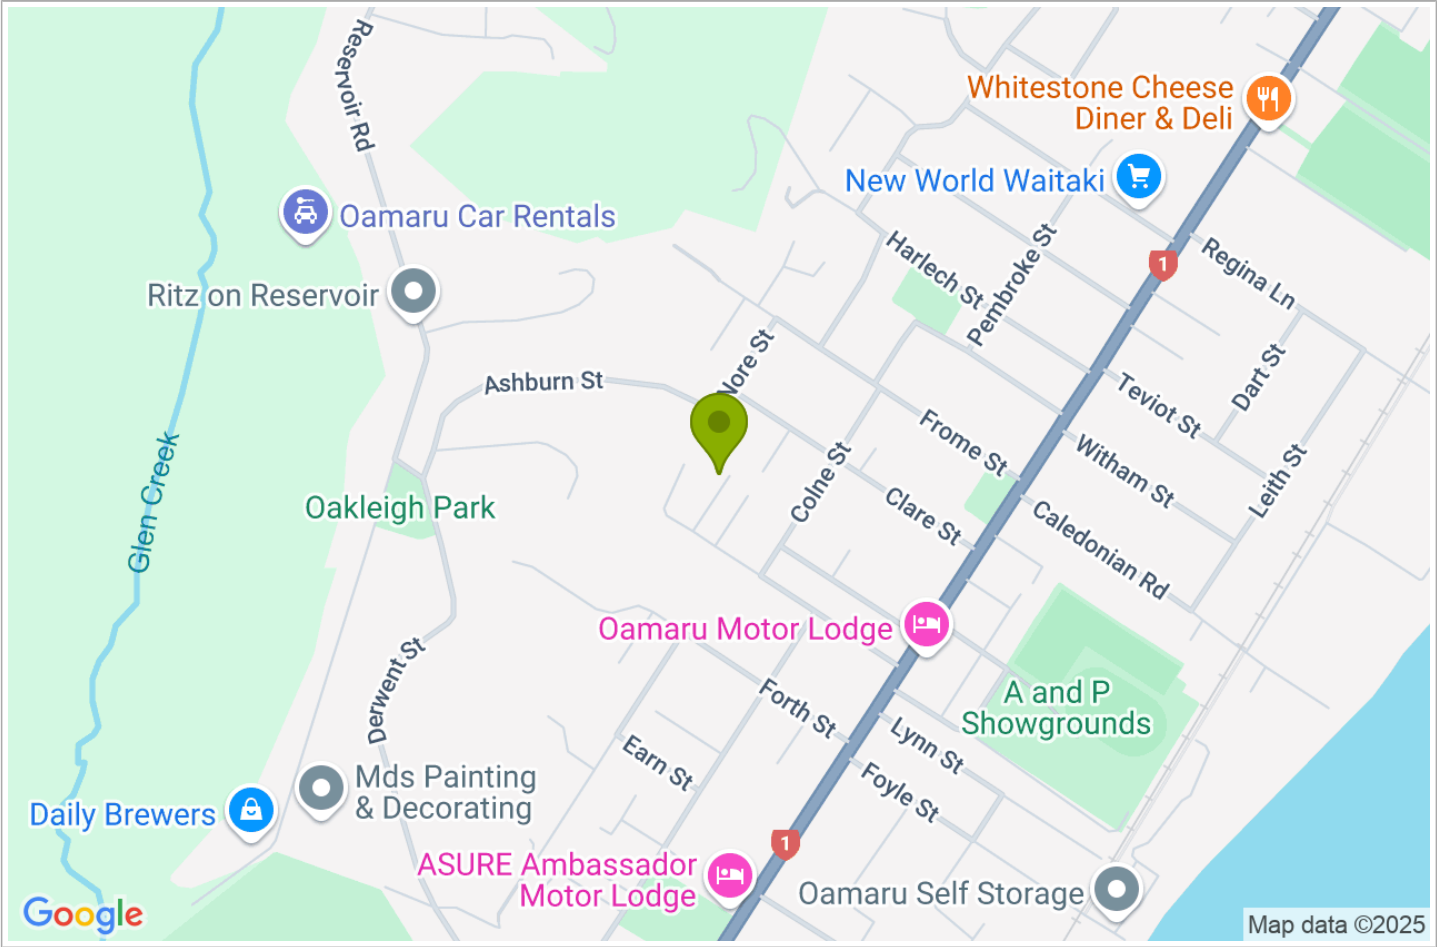 Reservoir Rd
Whitestone Cheese
Diner & Deli
New World Waitaki
Oamaru Car Rentals
Harlech St
Pembroke St
1
Regina Ln
Ritz on Reservoir
Nore St
Ashburn St
Dart St
Teviot St
Frome St
Witham St
Leith St
Colne St
Clare St
Caledonian Rd
Glen Creek
Oakleigh Park
Oamaru Motor Lodge
A and P
Showgrounds
Derwent St
Forth St
Lynn St
Earn St
Foyle St
Mds Painting
& Decorating
Daily Brewers
1
ASURE Ambassador
Motor Lodge
Oamaru Self Storage
Google
Map data ©2025